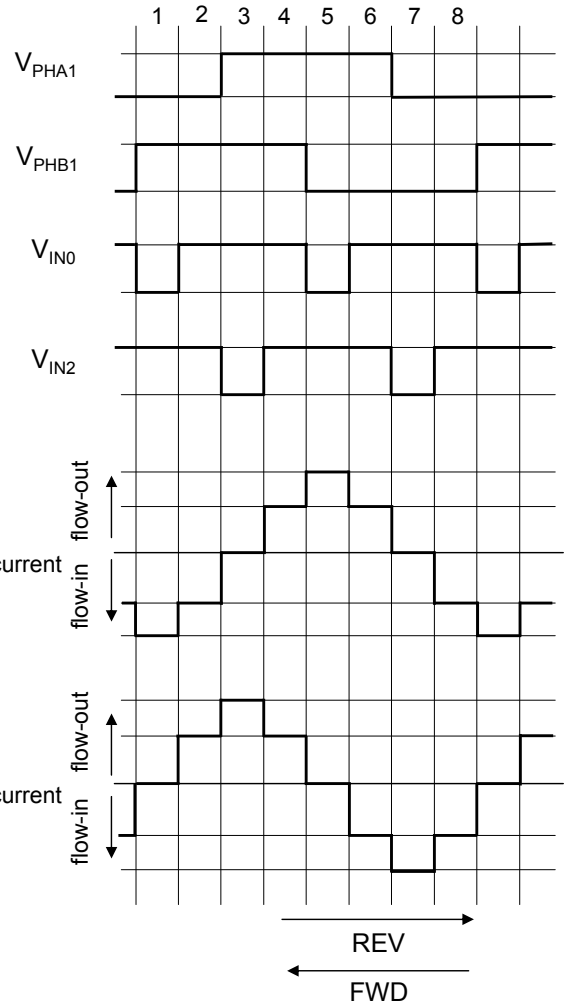 1 2 3 4 5 6 7 8
VPHA1
VPHB1
VIN0
VIN2
flow-out
current
flow-in
flow-out
current
flow-in
REV
FWD